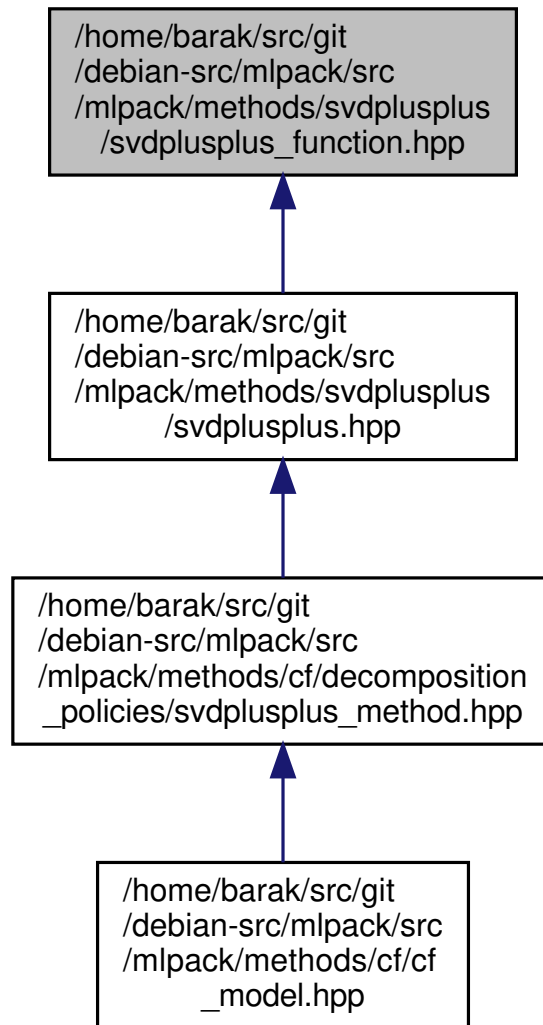 /home/barak/src/git
/debian-src/mlpack/src
/mlpack/methods/svdplusplus
/svdplusplus_function.hpp
/home/barak/src/git
/debian-src/mlpack/src
/mlpack/methods/svdplusplus
/svdplusplus.hpp
/home/barak/src/git
/debian-src/mlpack/src
/mlpack/methods/cf/decomposition
_policies/svdplusplus_method.hpp
/home/barak/src/git
/debian-src/mlpack/src
/mlpack/methods/cf/cf
_model.hpp